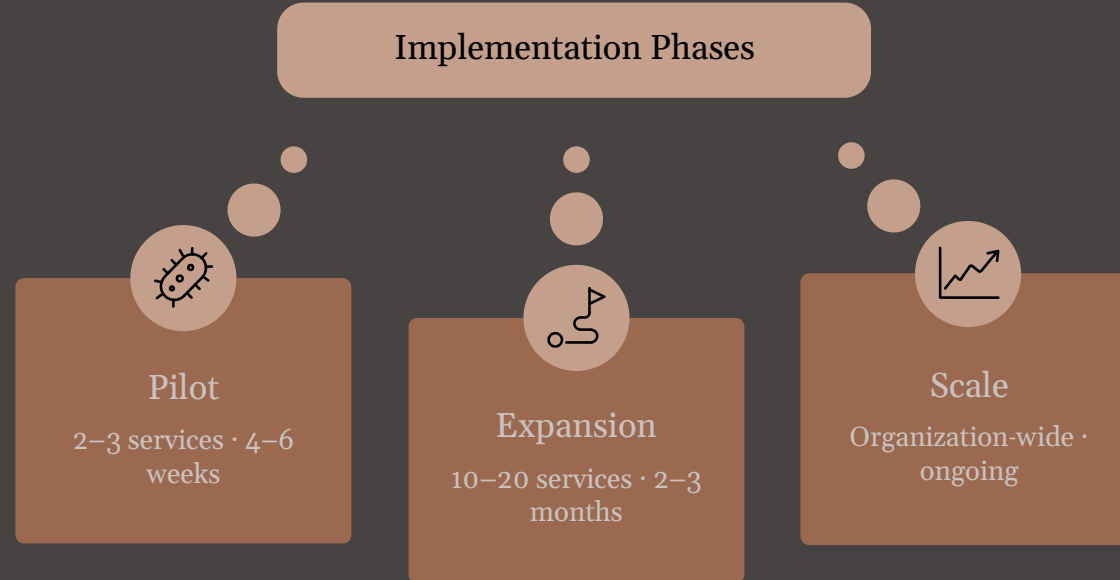 Implementation Phases
Pilot
2–3 services · 4–6
weeks
Expansion
10–20 services · 2–3
months
Scale
Organization-wide ·
ongoing